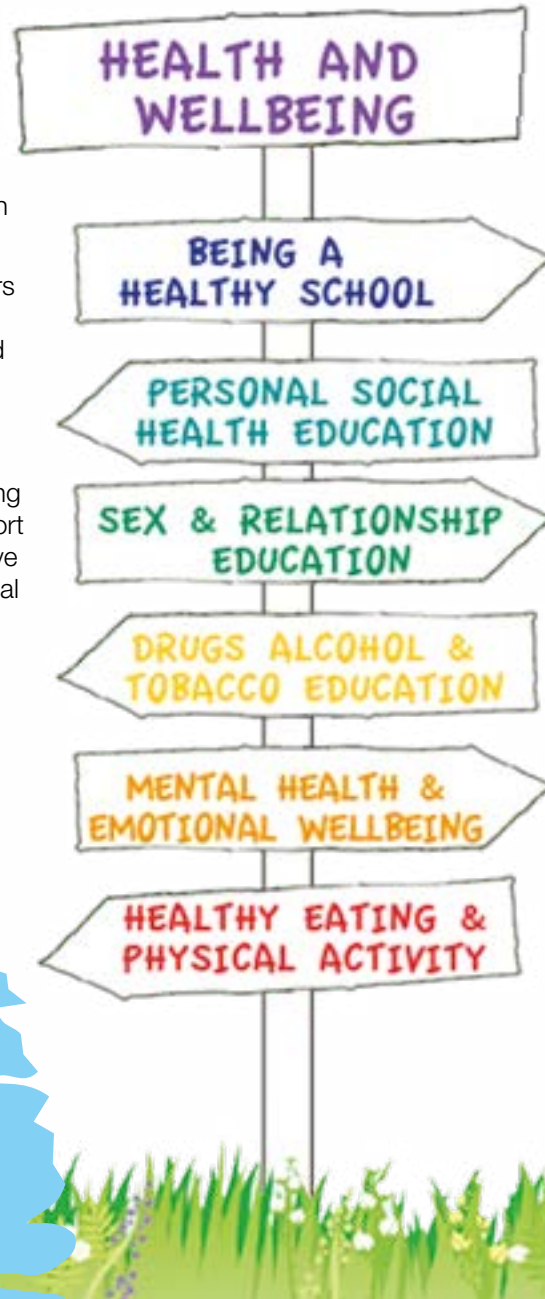 HEALTH AND
WELLBEING
BEING A
HEALTHY SCHOOL
PERSONAL SOCIAL
HEALTH EDUCATION
SEX & RELATIONSHIP
EDUCATION
DRUGS ALCOHOL &
TOBACCO EDUCATION
MENTAL HEALTH &
EMOTIONAL WELLBEING
HEALTHY EATING &
PHYSICAL ACTIVITY